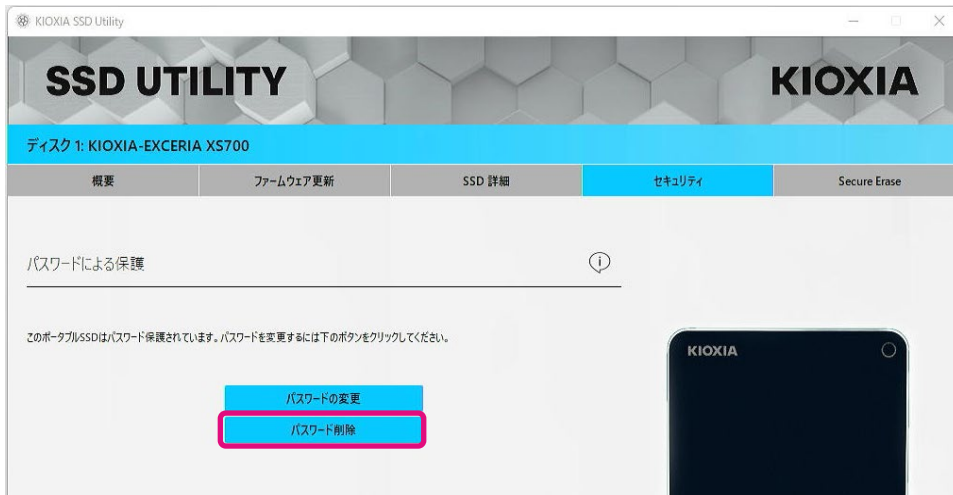 KIOXIA SSD Utility
SSD UTILITY
KIOXIA
ディスク 1: KIOXIA-EXCERIA XS700
概要
ファームウェア更新
SSD 詳細
セキュリティ
Secure Erase
パスワードによる保護
このポータブルSSDはパスワード保護されています。パスワードを変更するには下のボタンをクリックしてください。
KIOXIA
パスワードの変更
パスワード削除